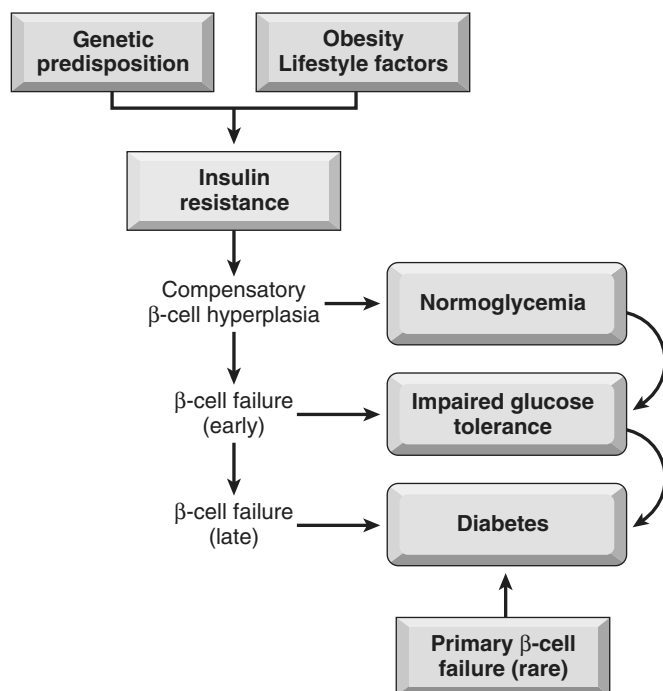 Genetic
predisposition
Obesity
Lifestyle factors
Insulin
resistance
Compensatory
β-cell hyperplasia
Normoglycemia
β-cell failure
(early)
Impaired glucose
tolerance
β-cell failure
(late)
Diabetes
Primary β-cell
failure (rare)